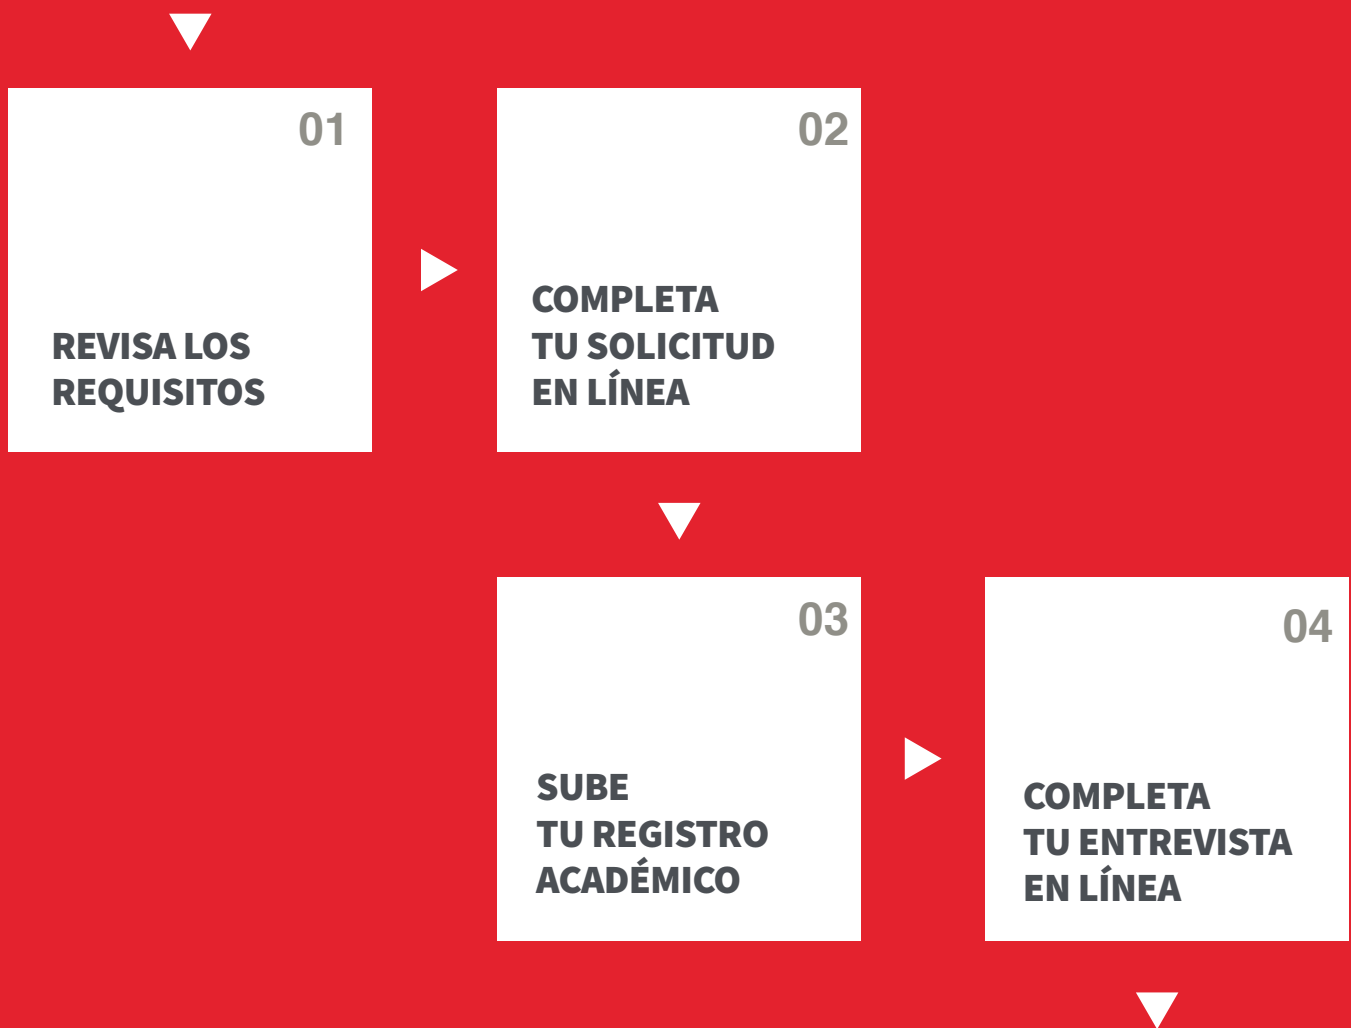 01
REVISA LOS
REQUISITOS
02
COMPLETA
TU SOLICITUD
EN LÍNEA
03
SUBE
TU REGISTRO
ACADÉMICO
04
COMPLETA
TU ENTREVISTA
EN LÍNEA